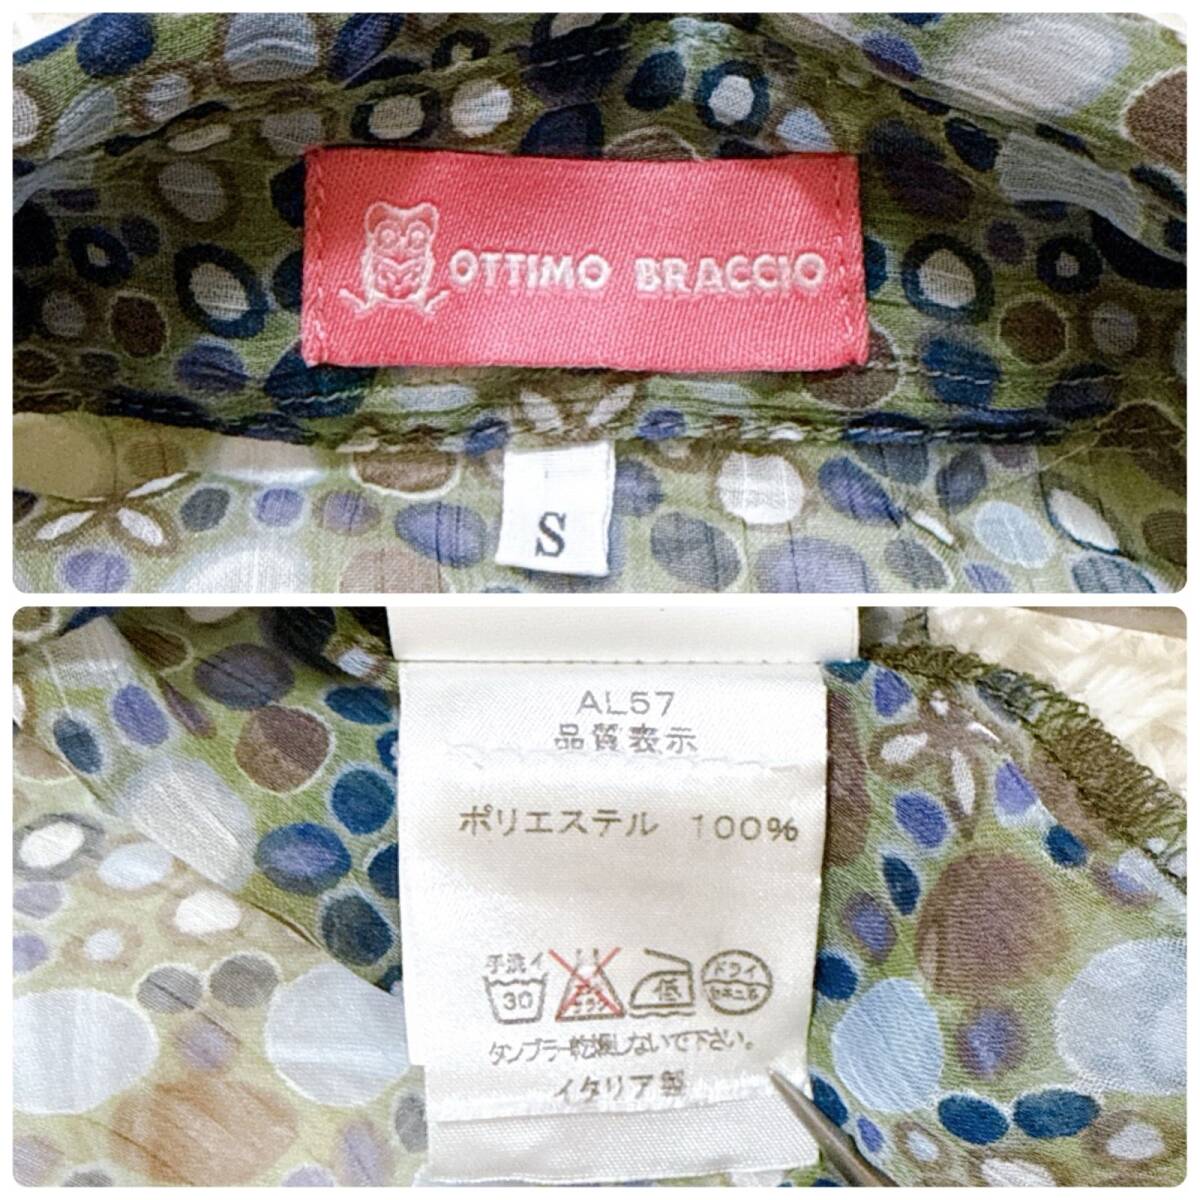 OTTIMO BRACCIO
S
AL57
品質表示
ポリエステル 100%
手洗イ
30
低
ドライ
セキユ系
タンブラー乾燥しないで下さい。
イタリア製